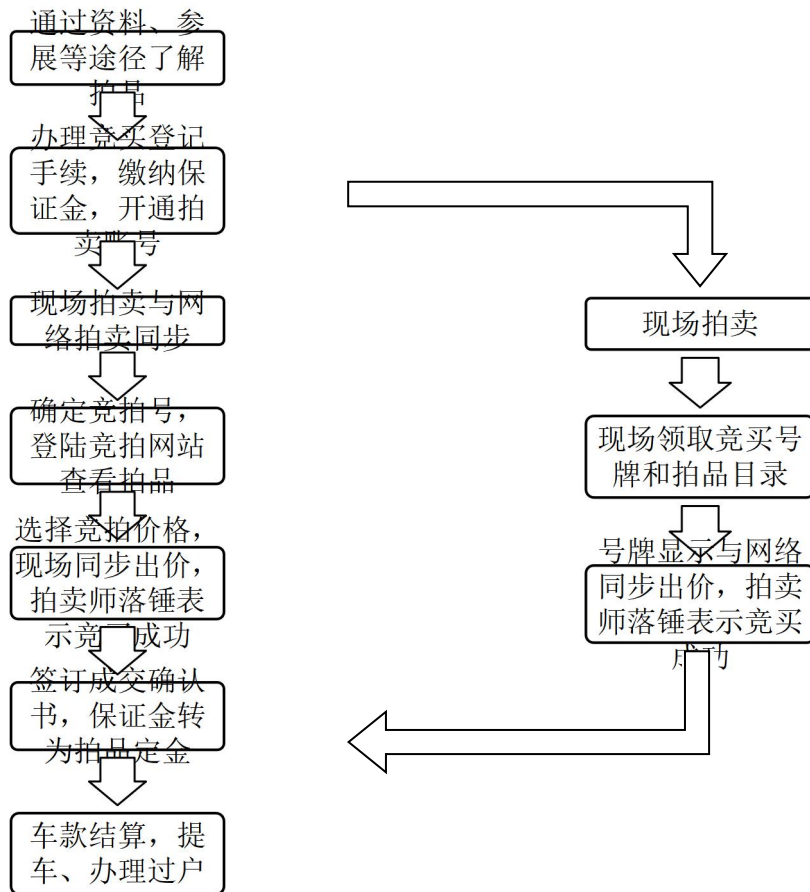 通过资料、参
展等途径了解
拍品
办理竞买登记
手续，缴纳保
证金，开通拍
卖账号
现场拍卖与网
络拍卖同步
确定竞拍号，
登陆竞拍网站
查看拍品
选择竞拍价格，
现场同步出价，
拍卖师落锤表
示竞买成功
签订成交确认
书，保证金转
为拍品定金
车款结算，提
车、办理过户
现场拍卖
现场领取竞买号
牌和拍品目录
号牌显示与网络
同步出价，拍卖
师落锤表示竞买
成功